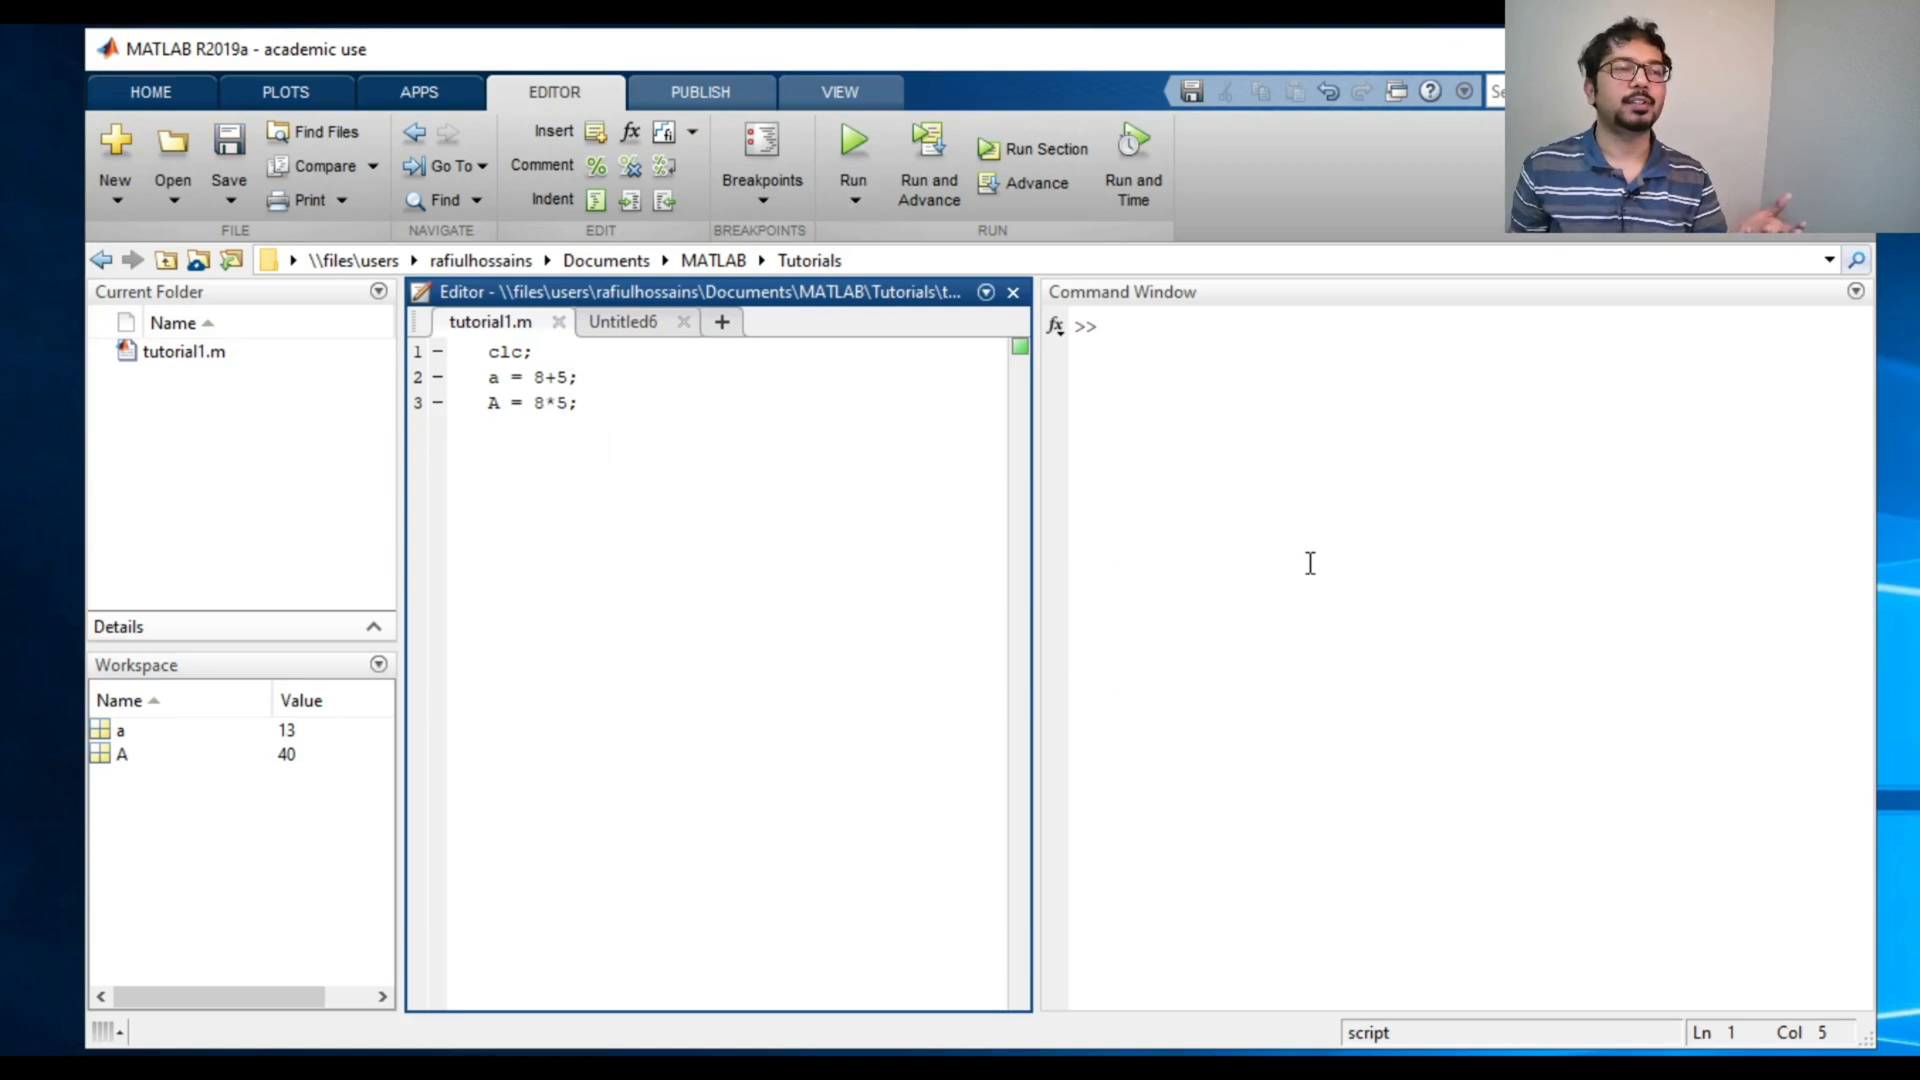 MATLAB R2019a - academic use
HOME PLOTS APPS EDITOR PUBLISH VIEW
Find Files
Compare
Print
New Open Save
FILE
Go To
Find
NAVIGATE
Insert fx
Comment
Indent
EDIT
Breakpoints
BREAKPOINTS
Run
Run and Advance
Run Section
Advance
Run and Time
RUN
\\files\users rafiulhossains Documents MATLAB Tutorials
Current Folder
Name
tutorial1.m
Details
Workspace
Name Value
a 13
A 40
Editor - \\files\users\rafiulhossains\Documents\MATLAB\Tutorials\t...
tutorial1.m Untitled6 +
1 - clc;
2 - a = 8+5;
3 - A = 8*5;
Command Window
fx >>
script Ln 1 Col 5